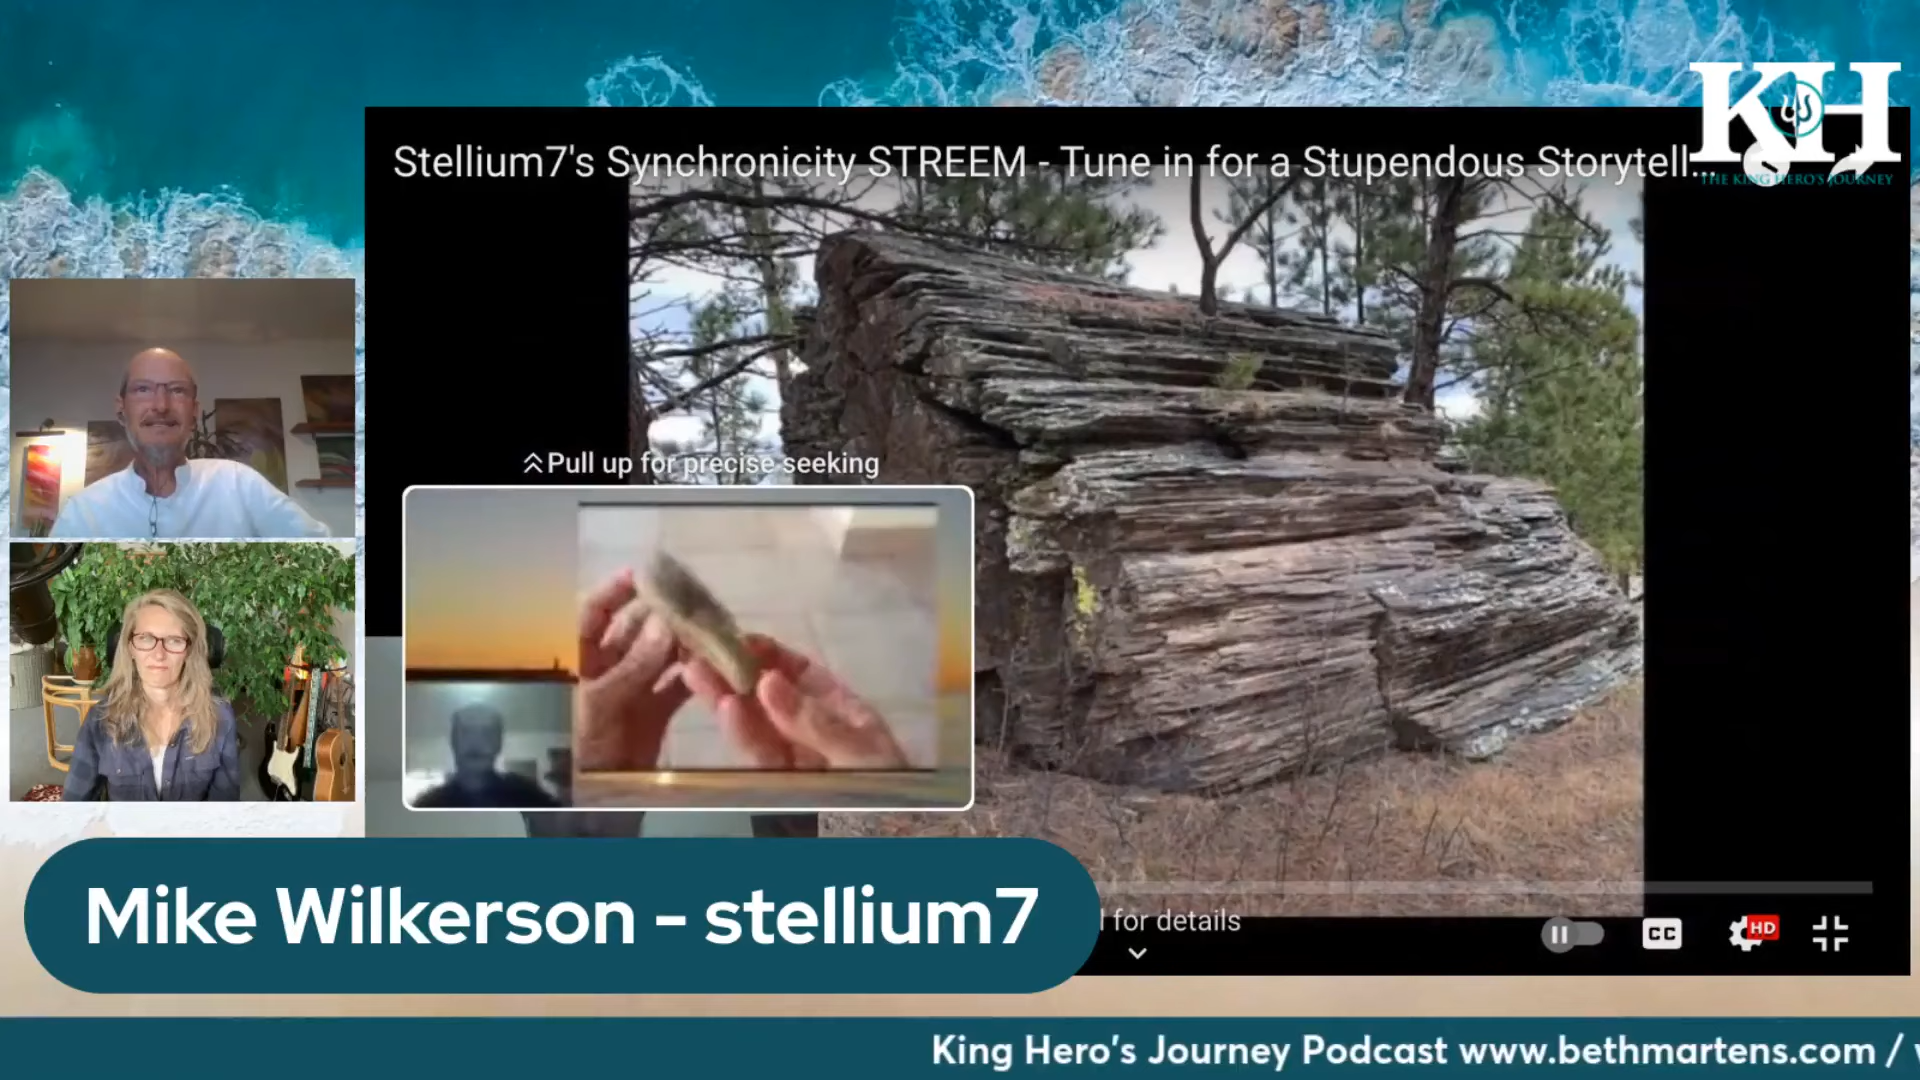 KH
THE KING HERO'S JOURNEY
Stellium7's Synchronicity STREEM - Tune in for a Stupendous Storytell...
Pull up for precise seeking
Mike Wilkerson - stellium7
l for details
CC
HD
King Hero's Journey Podcast www.bethmartens.com /